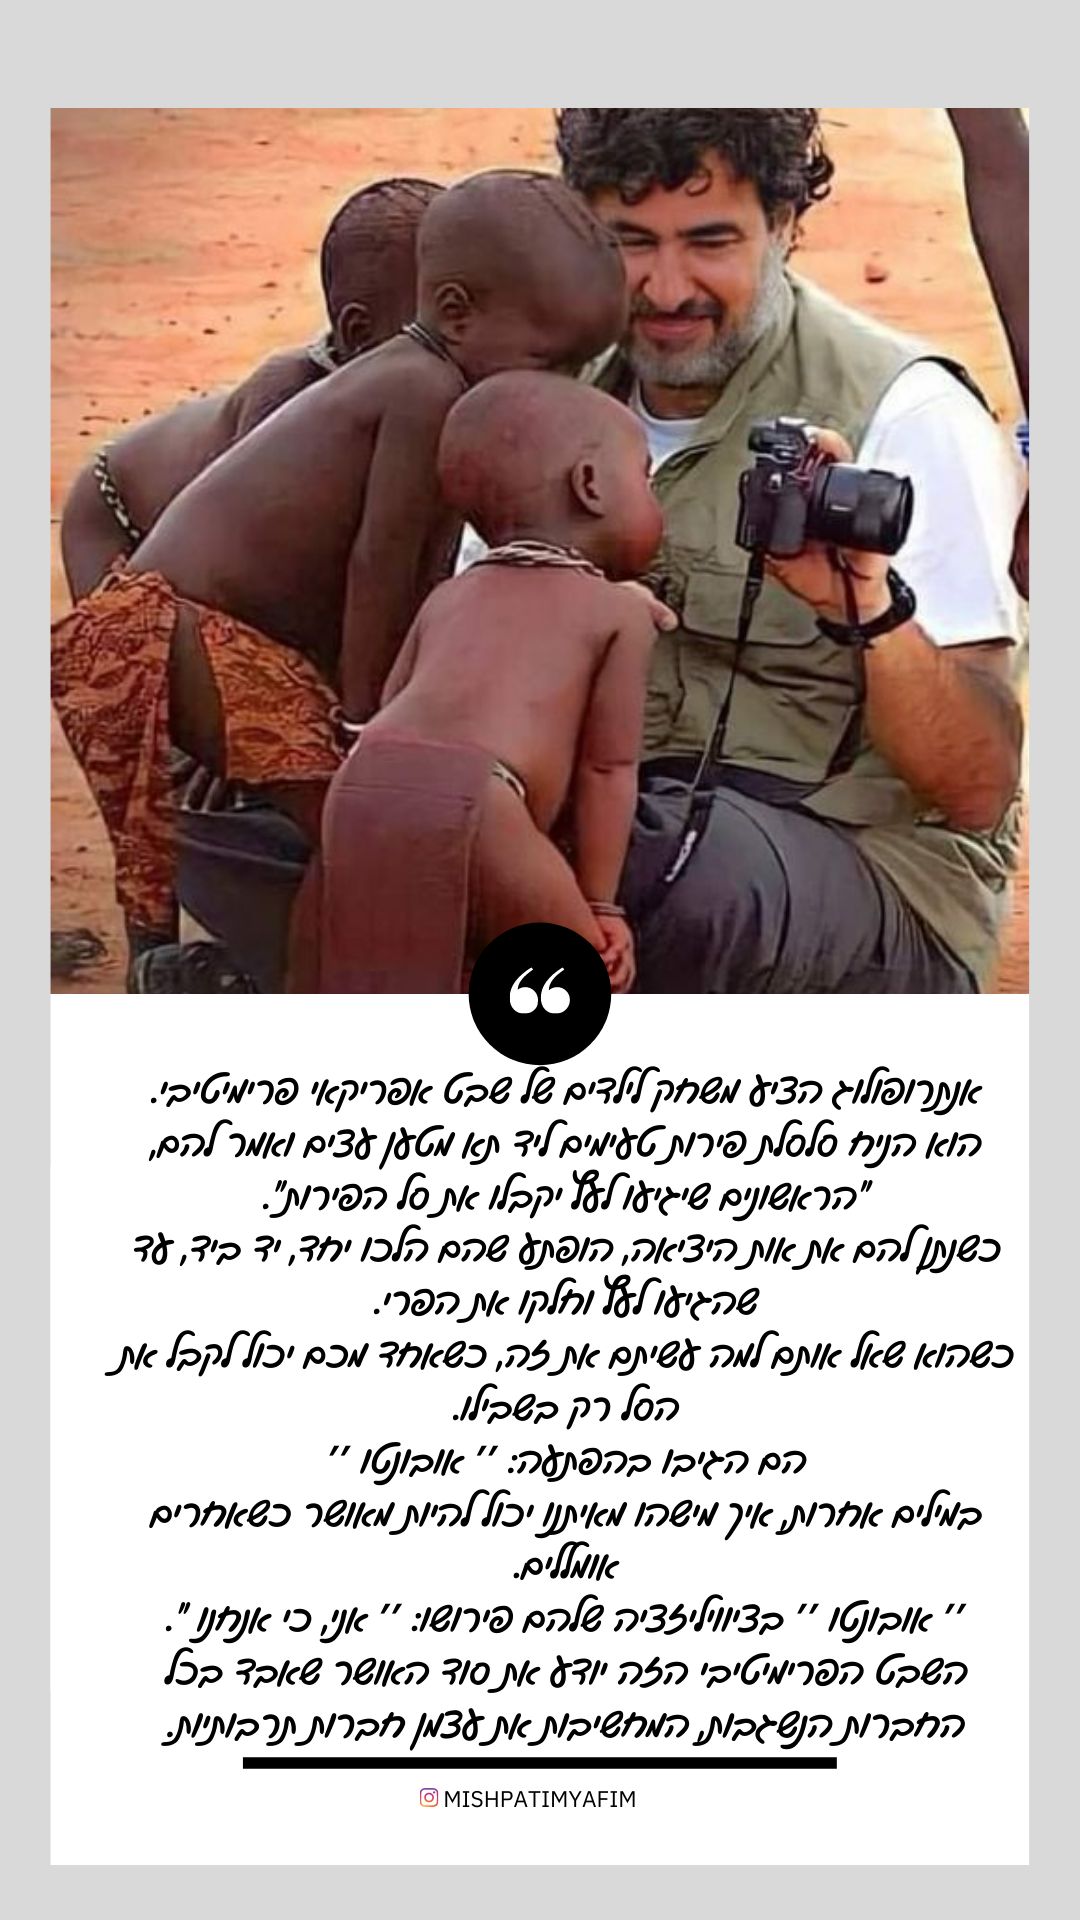 אנתרופולוג הציע משחק לילדים של שבט אפריקאי פרימיטיבי.
הוא הניח סלסלת פירות טעימים ליד תא מטען עצים ואמר להם,
"הראשונים שיגיעו לעץ יקבלו את סל הפירות".
כשנתן להם את אות היציאה, הופתע שהם הלכו יחד, יד ביד, עד
שהגיעו לעץ וחלקו את הפרי.
כשהוא שאל אותם למה עשיתם את זה, כשאחד מכם יכול לקבל את
הסל רק בשבילו.
הם הגיבו בהפתעה: '' אובונטו ''
במילים אחרות, איך מישהו מאיתנו יכול להיות מאושר כשאחרים
אומללים.
'' אובונטו '' בציוויליזציה שלהם פירושו: '' אני, כי אנחנו ".
השבט הפרימיטיבי הזה יודע את סוד האושר שאבד בכל
החברות הנשגבות, המחשיבות את עצמן חברות תרבותיות.
MISHPATIMYAFIM